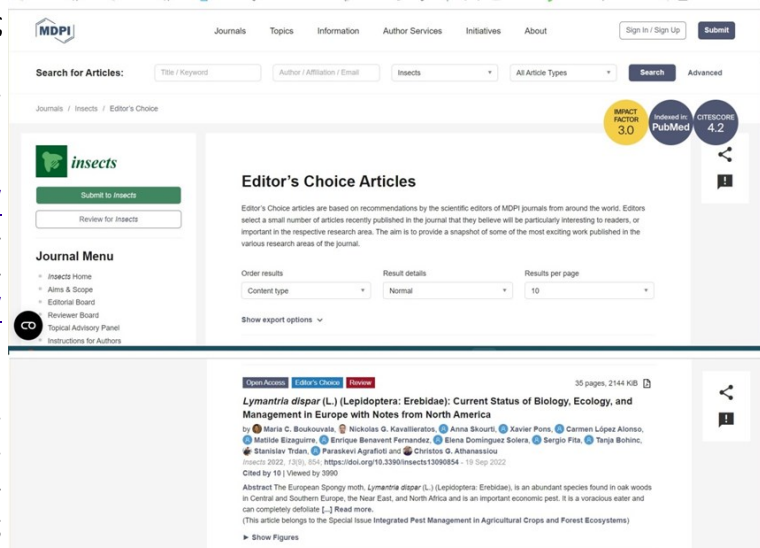 MDPI
Journals Topics Information Author Services Initiatives About Sign In / Sign Up Submit
Search for Articles: Title / Keyword Author / Affiliation / Email Insects All Article Types Search Advanced
Journals / Insects / Editor's Choice
IMPACT FACTOR 3.0
Indexed in: PubMed
CITESCORE 4.2
insects
Submit to Insects
Review for Insects
Journal Menu
Insects Home
Aims & Scope
Editorial Board
Reviewer Board
Topical Advisory Panel
Instructions for Authors
Editor's Choice Articles
Editor's Choice articles are based on recommendations by the scientific editors of MDPI journals from around the world. Editors
select a small number of articles recently published in the journal that they believe will be particularly interesting to readers, or
important in the respective research area. The aim is to provide a snapshot of some of the most exciting work published in the
various research areas of the journal.
Order results Result details Results per page
Content type Normal 10
Show export options
Open Access Editor's Choice Review 35 pages, 2144 KiB
Lymantria dispar (L.) (Lepidoptera: Erebidae): Current Status of Biology, Ecology, and
Management in Europe with Notes from North America
by Maria C. Boukouvala, Nickolas G. Kavallieratos, Anna Skourti, Xavier Pons, Carmen López Alonso,
Matilde Eizaguirre, Enrique Benavent Fernandez, Elena Domínguez Solera, Sergio Fita, Tanja Bohinc,
Stanislav Trdan, Paraskevi Agrafioti and Christos G. Athanassiou
Insects 2022, 13(9), 854; https://doi.org/10.3390/insects13090854 - 19 Sep 2022
Cited by 10 | Viewed by 3990
Abstract The European Spongy moth, Lymantria dispar (L.) (Lepidoptera: Erebidae), is an abundant species found in oak woods
in Central and Southern Europe, the Near East, and North Africa and is an important economic pest. It is a voracious eater and
can completely defoliate [...] Read more.
(This article belongs to the Special Issue Integrated Pest Management in Agricultural Crops and Forest Ecosystems)
► Show Figures